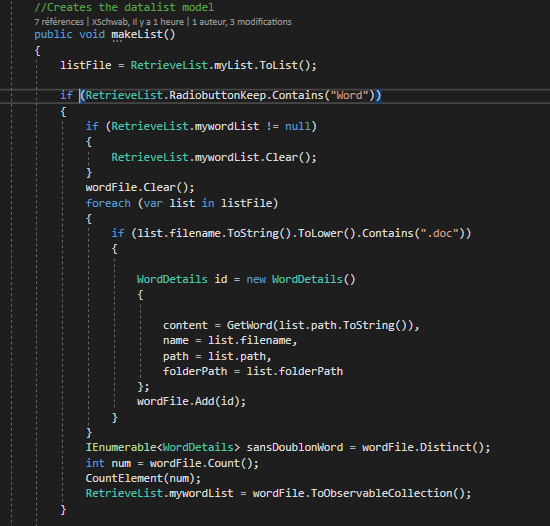 //Creates the datalist model
7 références | XSchwab, Il y a 1 heure | 1 auteur, 3 modifications
public void makeList()
{
listFile = RetrieveList.myList.ToList();
if (RetrieveList.RadiobuttonKeep.Contains("Word"))
{
if (RetrieveList.mywordList != null)
{
RetrieveList.mywordList.Clear();
}
wordFile.Clear();
foreach (var list in listFile)
{
if (list.filename.ToString().ToLower().Contains(".doc"))
{
WordDetails id = new WordDetails()
{
content = GetWord(list.path.ToString()),
name = list.filename,
path = list.path,
folderPath = list.folderPath
};
wordFile.Add(id);
}
}
IEnumerable<WordDetails> sansDoublonWord = wordFile.Distinct();
int num = wordFile.Count();
CountElement(num);
RetrieveList.mywordList = wordFile.ToObservableCollection();
}